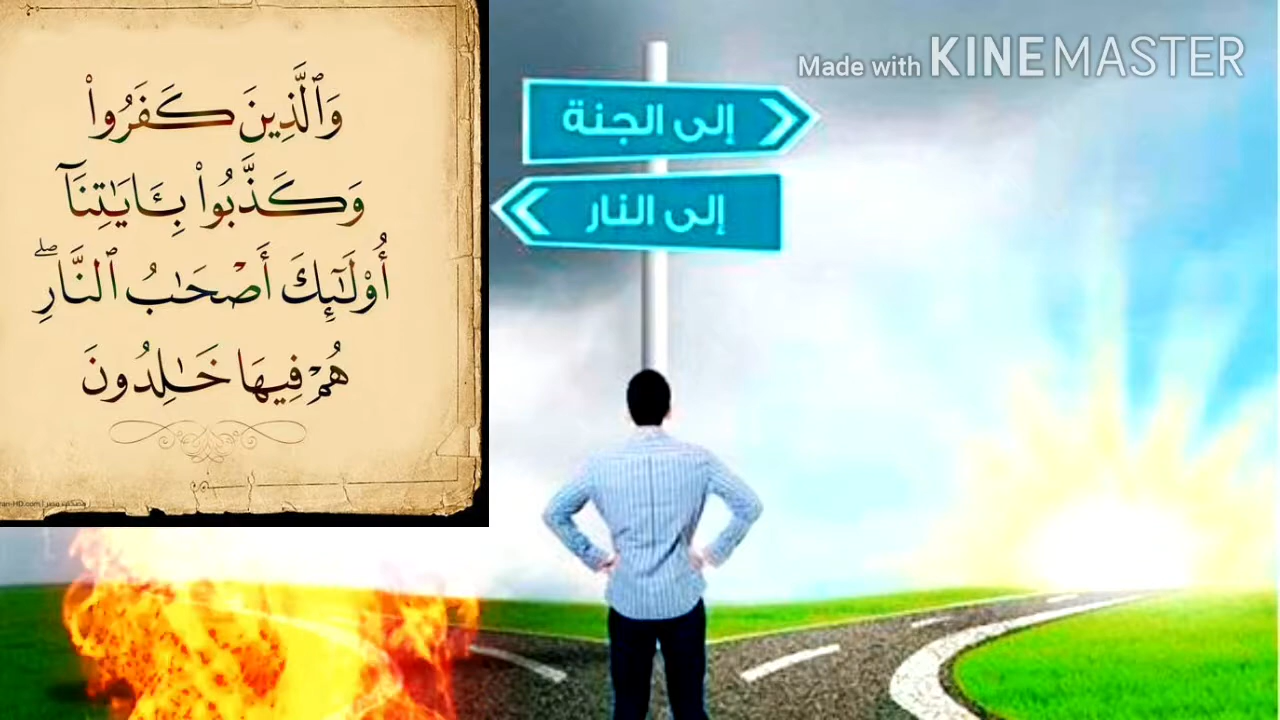 وَٱلَّذِينَ كَفَرُوا۟
وَكَذَّبُوا۟ بِـَٔايَـٰتِنَآ
أُو۟لَـٰٓئِكَ أَصْحَـٰبُ ٱلنَّارِ ۖ
هُمْ فِيهَا خَـٰلِدُونَ
Made with KINEMASTER
إلى الجنة
إلى النار